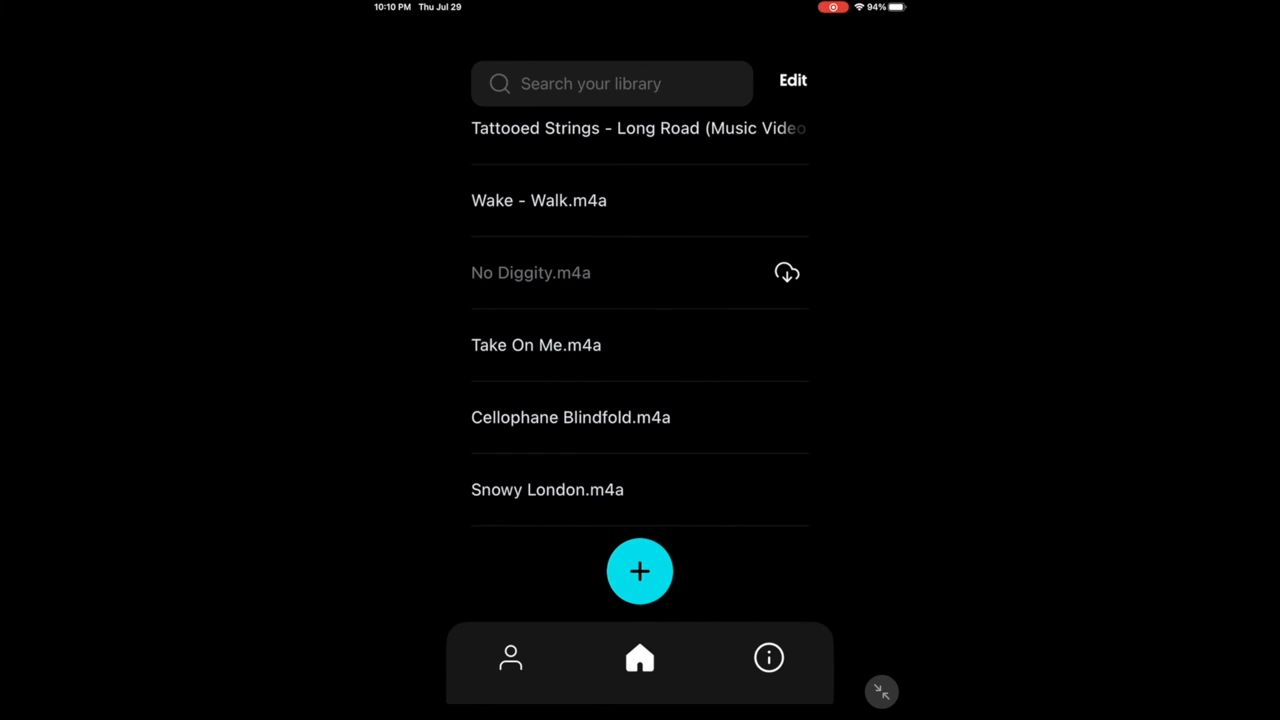 10:10 PM Thu Jul 29
94%
Search your library
Edit
Tattooed Strings - Long Road (Music Video
Wake - Walk.m4a
No Diggity.m4a
Take On Me.m4a
Cellophane Blindfold.m4a
Snowy London.m4a